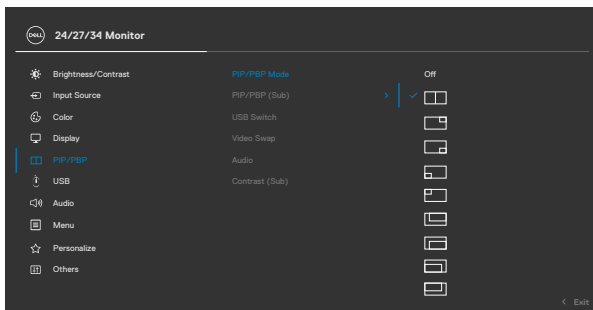 DELL
24/27/34 Monitor
Brightness/Contrast
Input Source
Color
Display
PIP/PBP
USB
Audio
Menu
Personalize
Others
PIP/PBP Mode
PIP/PBP (Sub)
USB Switch
Video Swap
Audio
Contrast (Sub)
Off
Exit